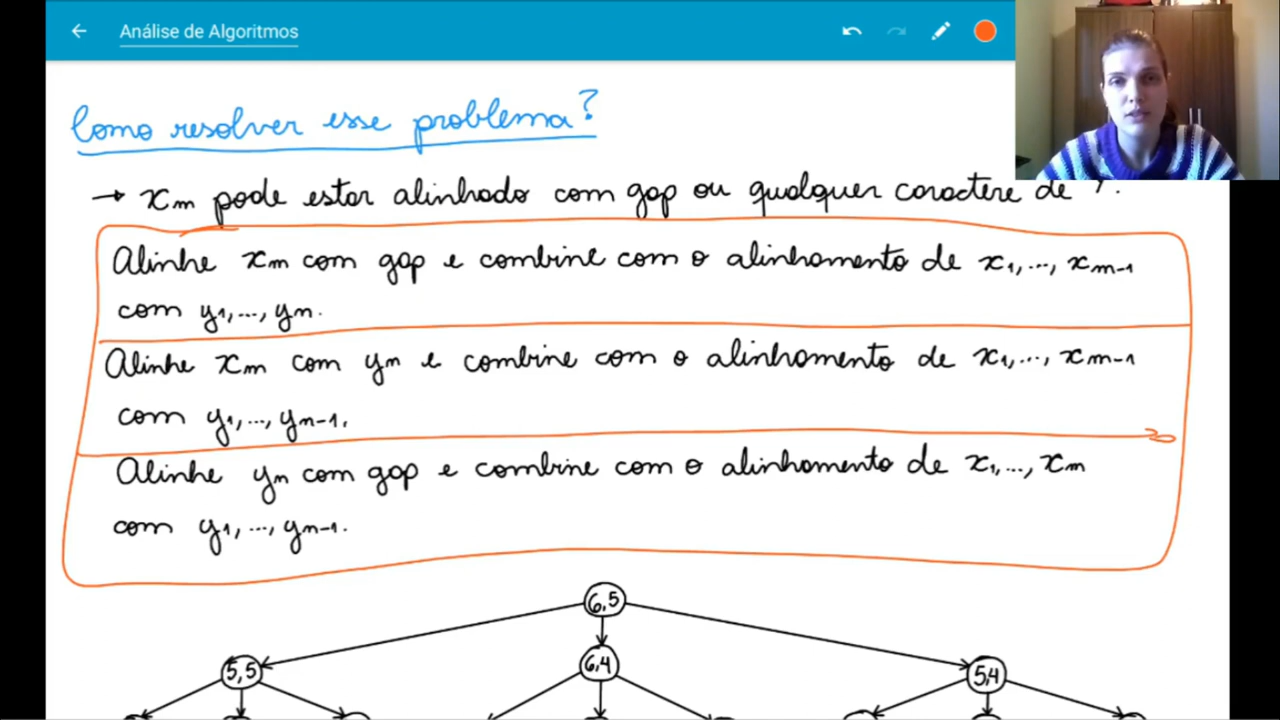 Análise de Algoritmos
Como resolver esse problema?
→ xm pode estar alinhado com gap ou qualquer caractere de
Alinhe xm com gap e combine com o alinhamento de x1, ..., xm-1
com y1, ..., yn.
Alinhe xm com yn e combine com o alinhamento de x1, ..., xm-1
com y1, ..., yn-1.
Alinhe yn com gap e combine com o alinhamento de x1, ..., xm
com y1, ..., yn-1.
6,5
5,5 6,4 5,4